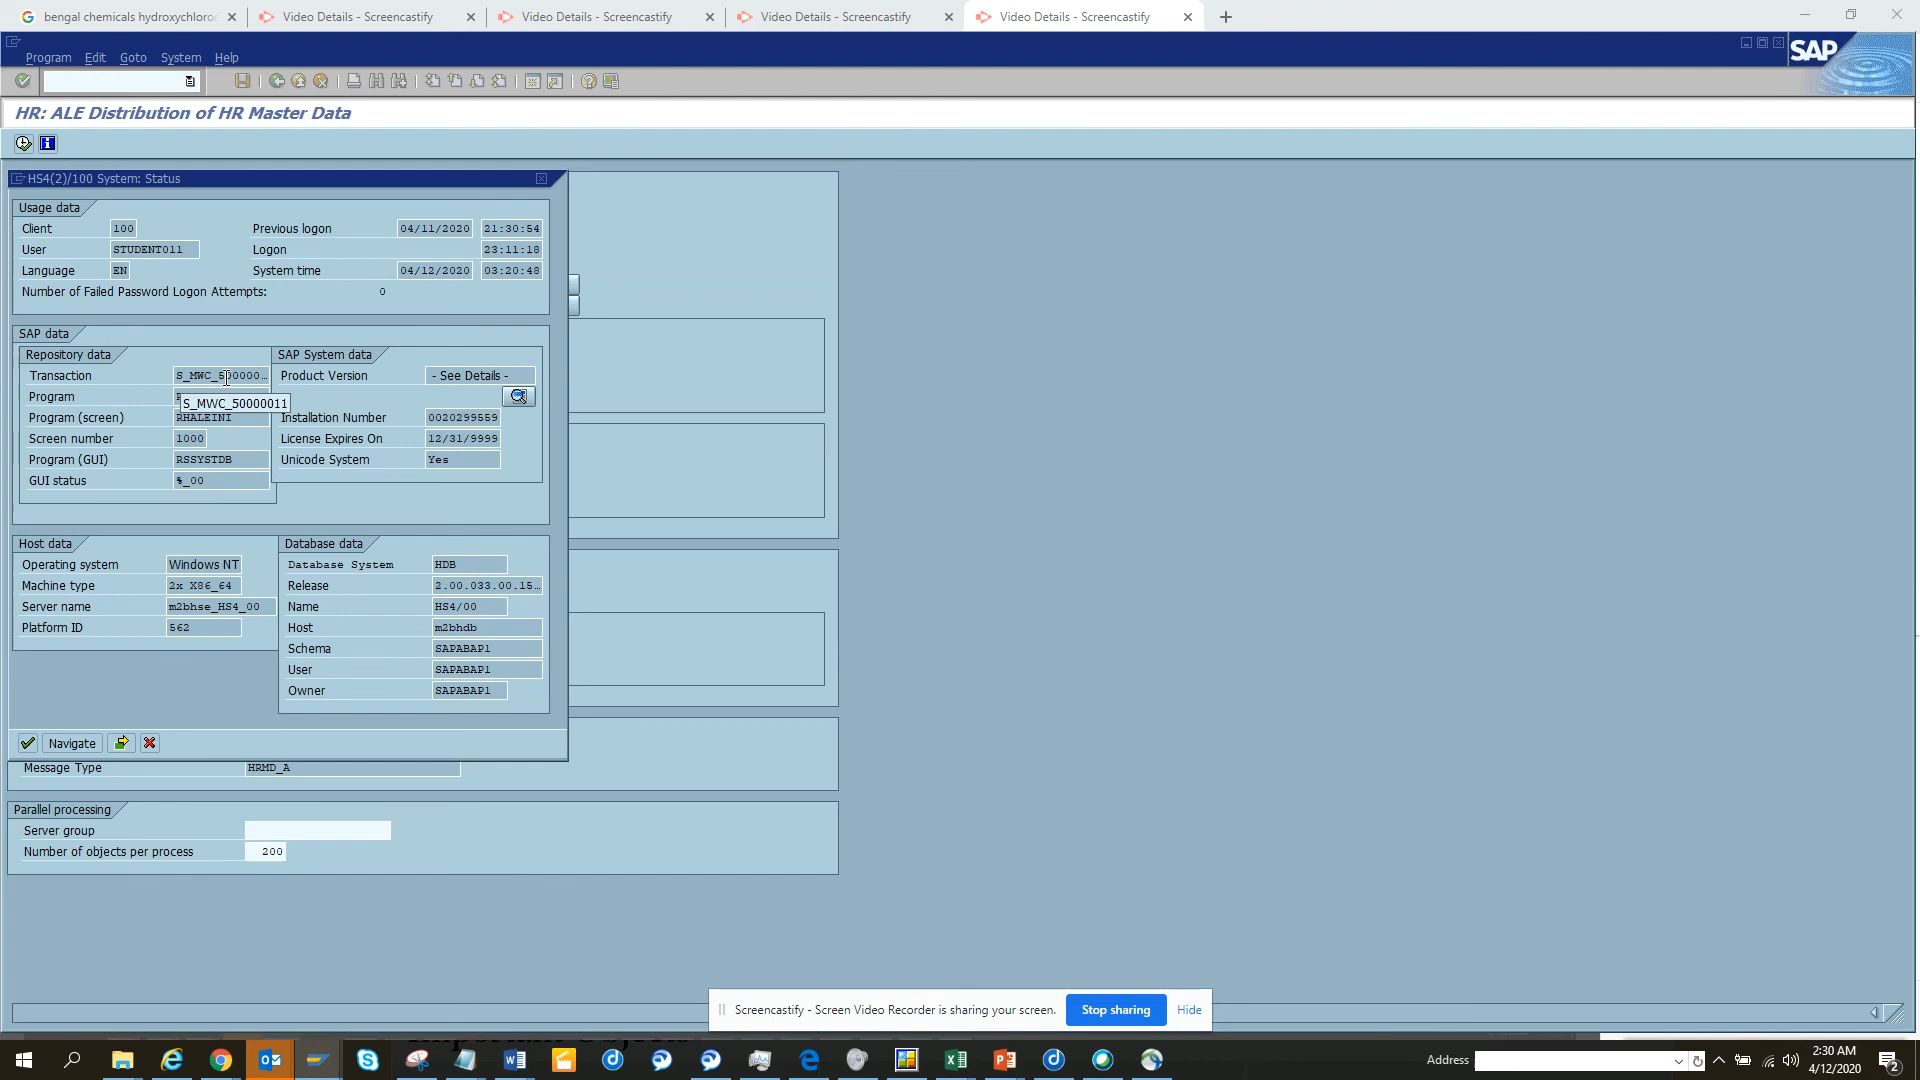 bengal chemicals hydroxychloroc
Video Details - Screencastify
Video Details - Screencastify
Video Details - Screencastify
Video Details - Screencastify
Program Edit Goto System Help
SAP
HR: ALE Distribution of HR Master Data
HS4(2)/100 System: Status
Usage data
Client 100 Previous logon 04/11/2020 21:30:54
User STUDENT011 Logon 23:11:18
Language EN System time 04/12/2020 03:20:48
Number of Failed Password Logon Attempts: 0
SAP data
Repository data SAP System data
Transaction S_MWC_500000... Product Version - See Details -
Program
S_MWC_50000011
Program (screen) RHALEINI Installation Number 0020299559
Screen number 1000 License Expires On 12/31/9999
Program (GUI) RSSYSTDB Unicode System Yes
GUI status %_00
Host data Database data
Operating system Windows NT Database System HDB
Machine type 2x X86_64 Release 2.00.033.00.15...
Server name m2bhse_HS4_00 Name HS4/00
Platform ID 562 Host m2bhdb
Schema SAPABAP1
User SAPABAP1
Owner SAPABAP1
Navigate
Message Type HRMD_A
Parallel processing
Server group
Number of objects per process 200
Screencastify - Screen Video Recorder is sharing your screen. Stop sharing Hide
Address
2:30 AM
4/12/2020
2